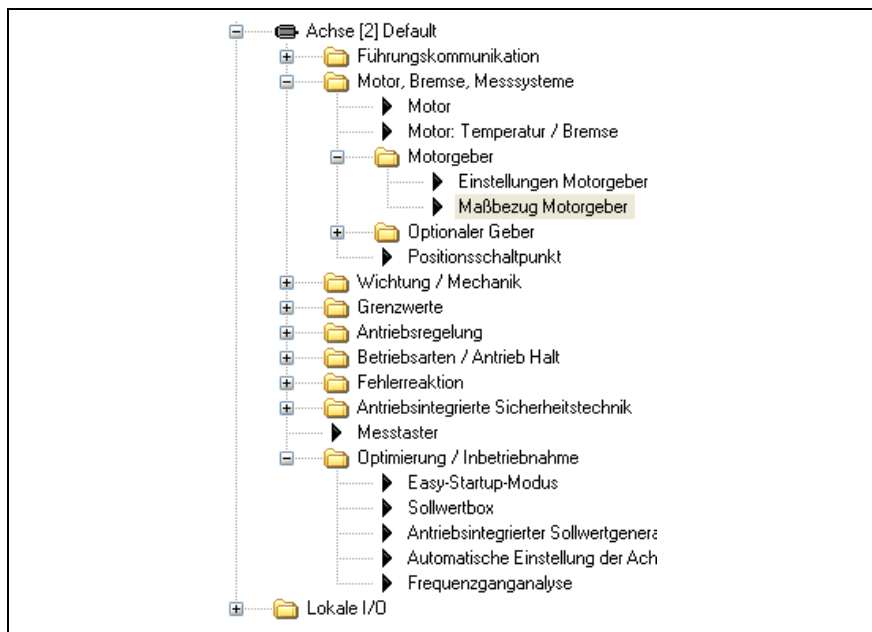 Achse [2] Default
Führungskommunikation
Motor, Bremse, Messsysteme
Motor
Motor: Temperatur / Bremse
Motorgeber
Einstellungen Motorgeber
Maßbezug Motorgeber
Optionaler Geber
Positionsschaltpunkt
Wichtung / Mechanik
Grenzwerte
Antriebsregelung
Betriebsarten / Antrieb Halt
Fehlerreaktion
Antriebsintegrierte Sicherheitstechnik
Messtaster
Optimierung / Inbetriebnahme
Easy-Startup-Modus
Sollwertbox
Antriebsintegrierter Sollwertgenera
Automatische Einstellung der Ach
Frequenzganganalyse
Lokale I/O